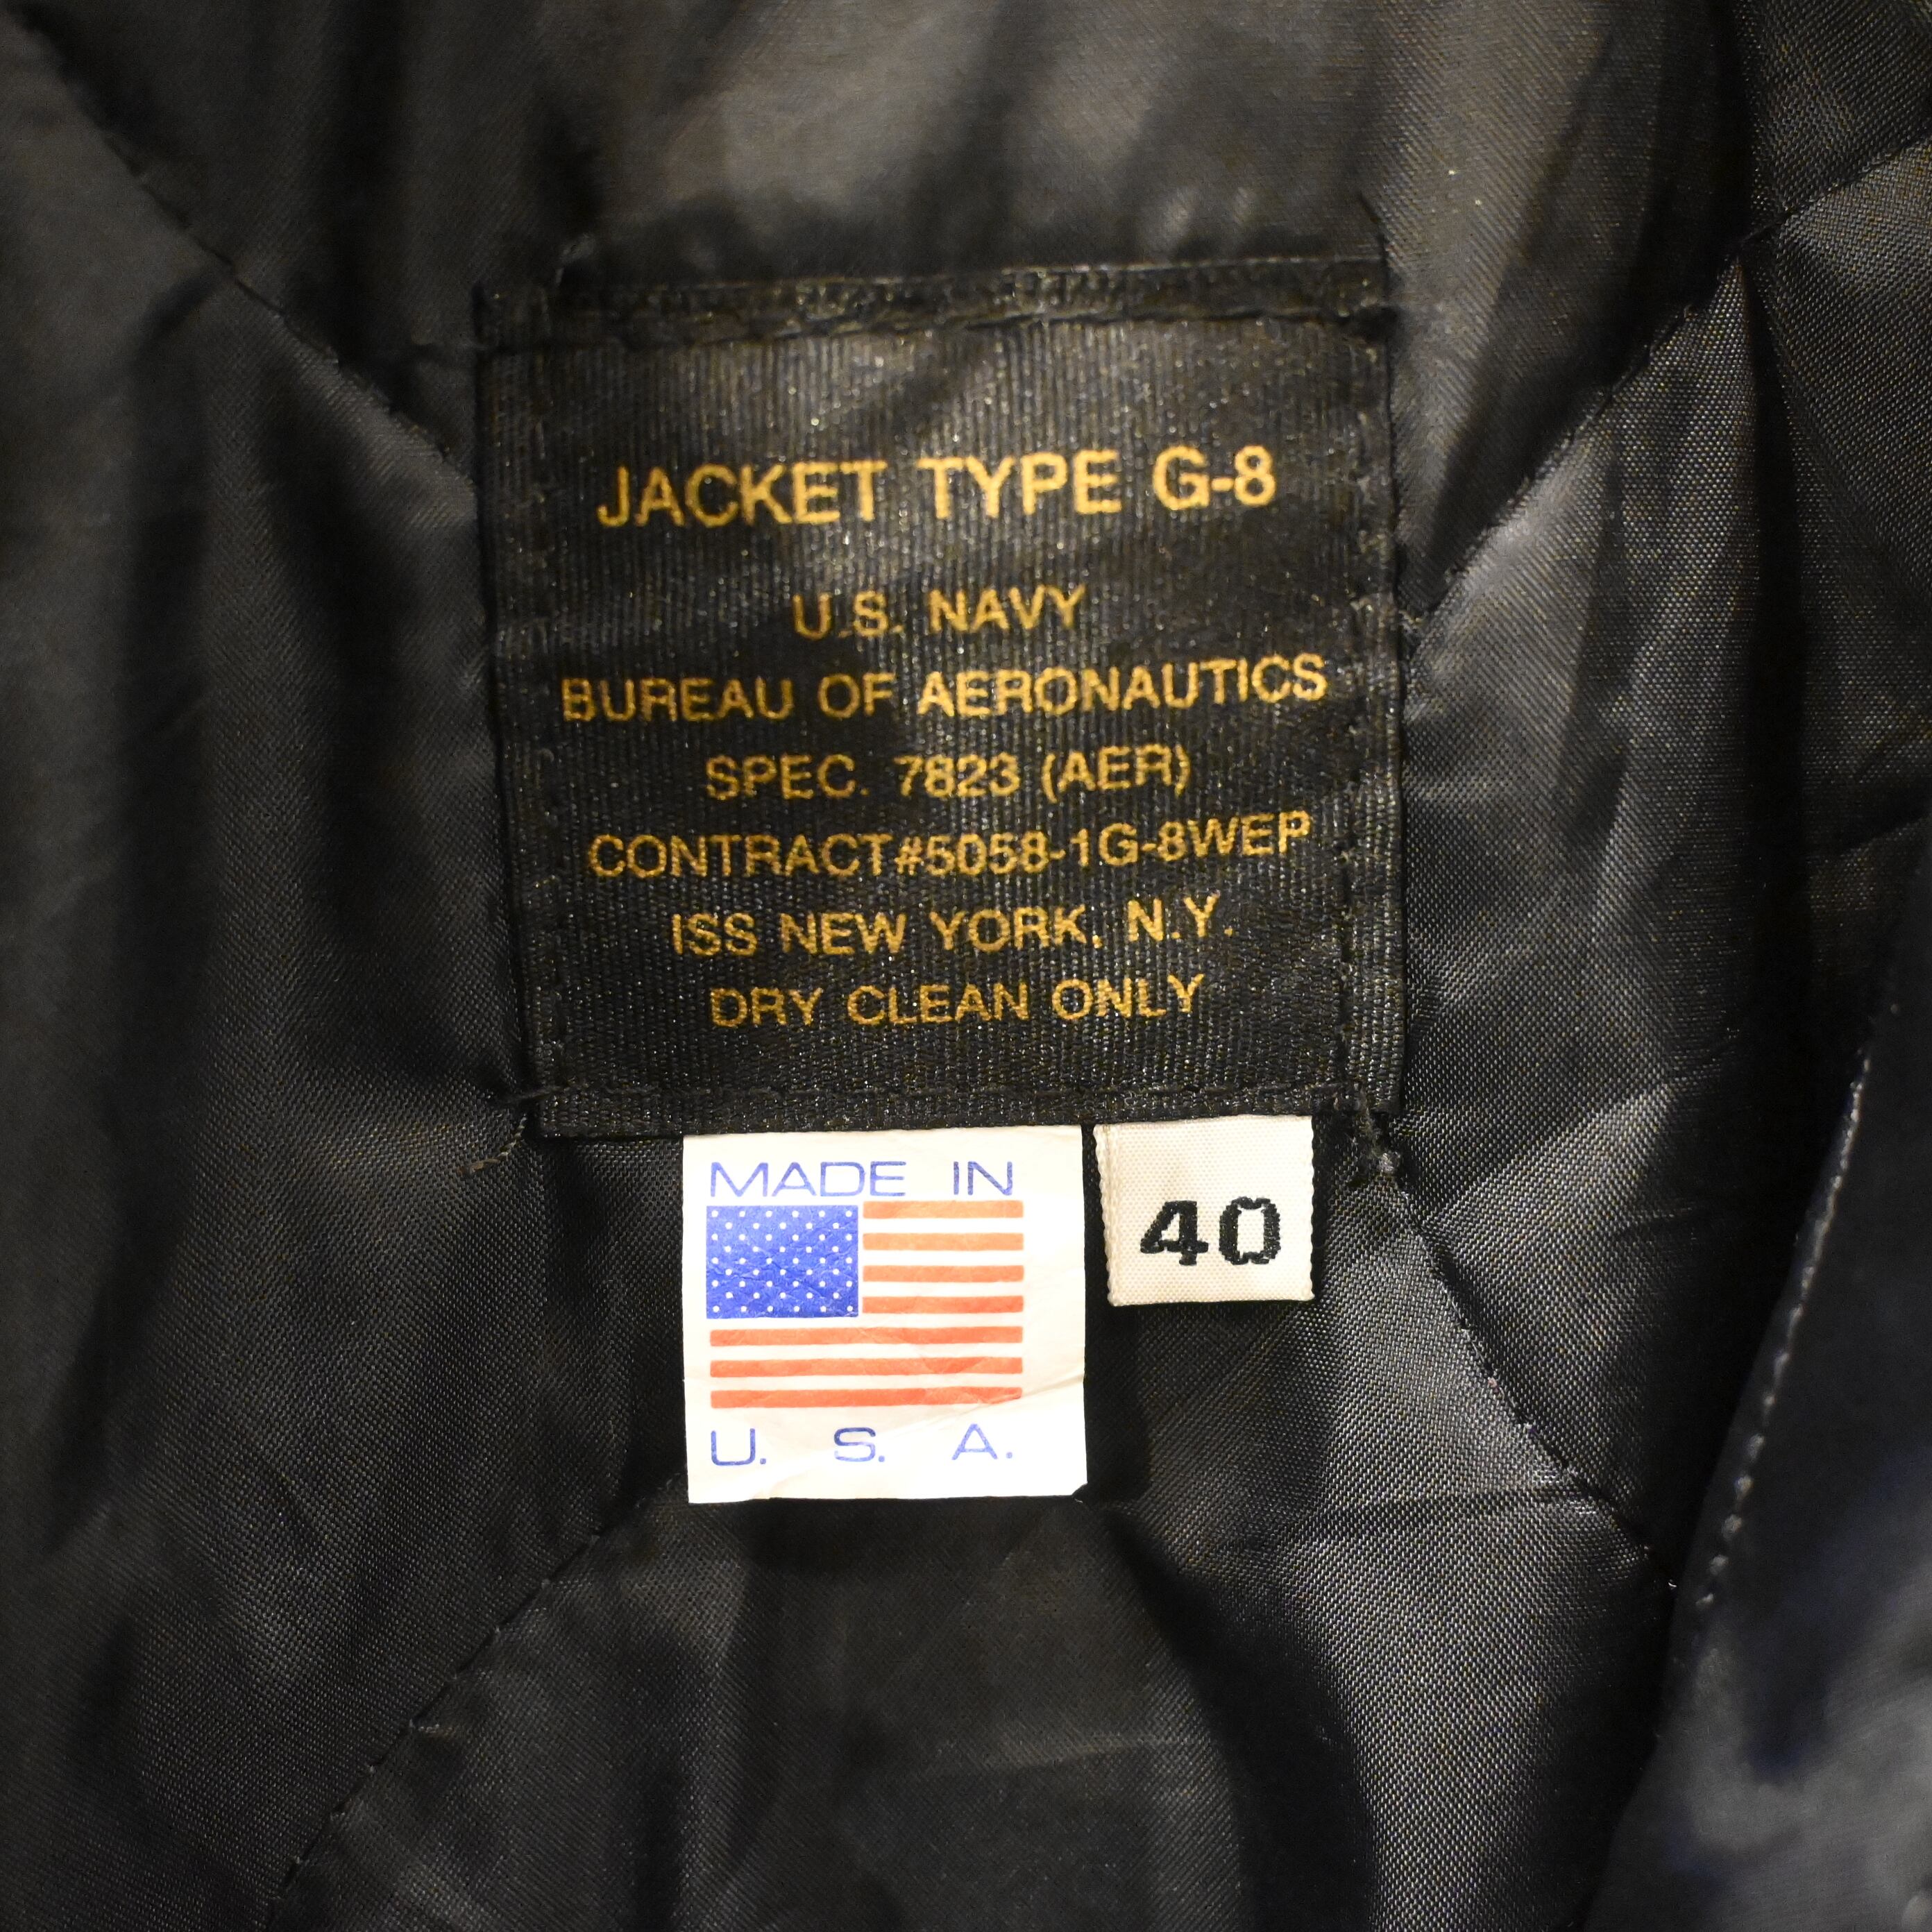 JACKET TYPE G-8
U.S. NAVY
BUREAU OF AERONAUTICS
SPEC. 7823 (AER)
CONTRACT#5058-1G-8WEP
ISS NEW YORK. N.Y.
DRY CLEAN ONLY
MADE IN
U. S. A.
40